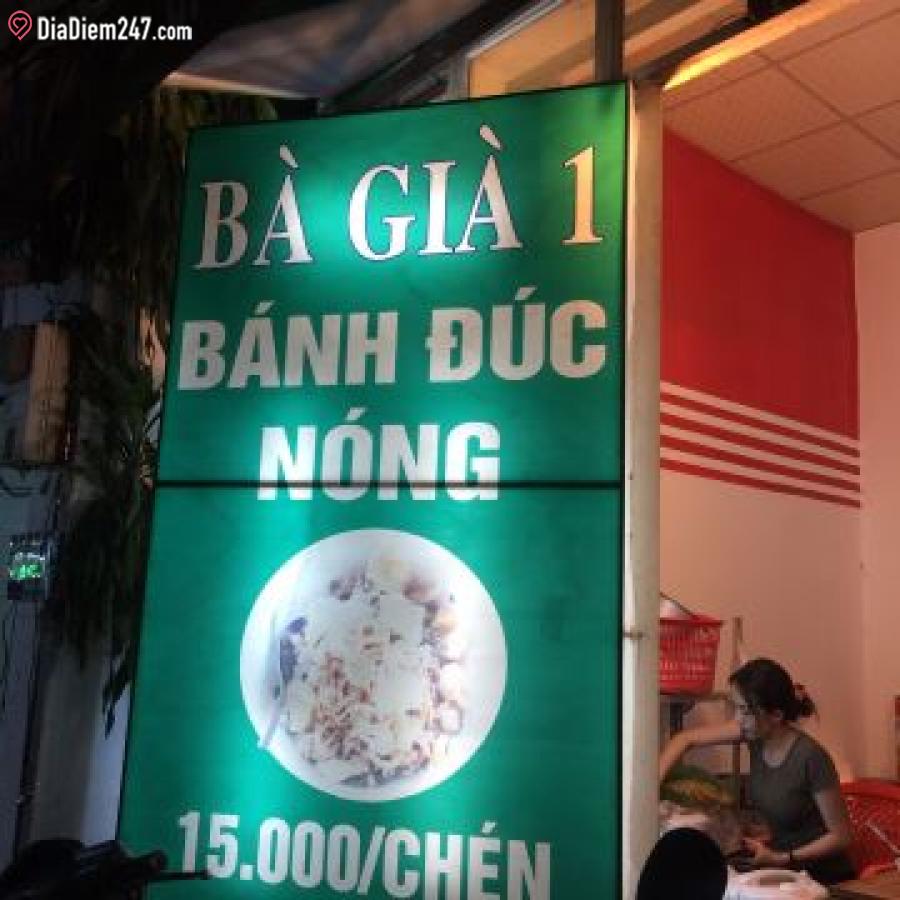 DiaDiem247.com
BÀ GIÀ 1
BÁNH ĐÚC
NÓNG
15.000/CHÉN